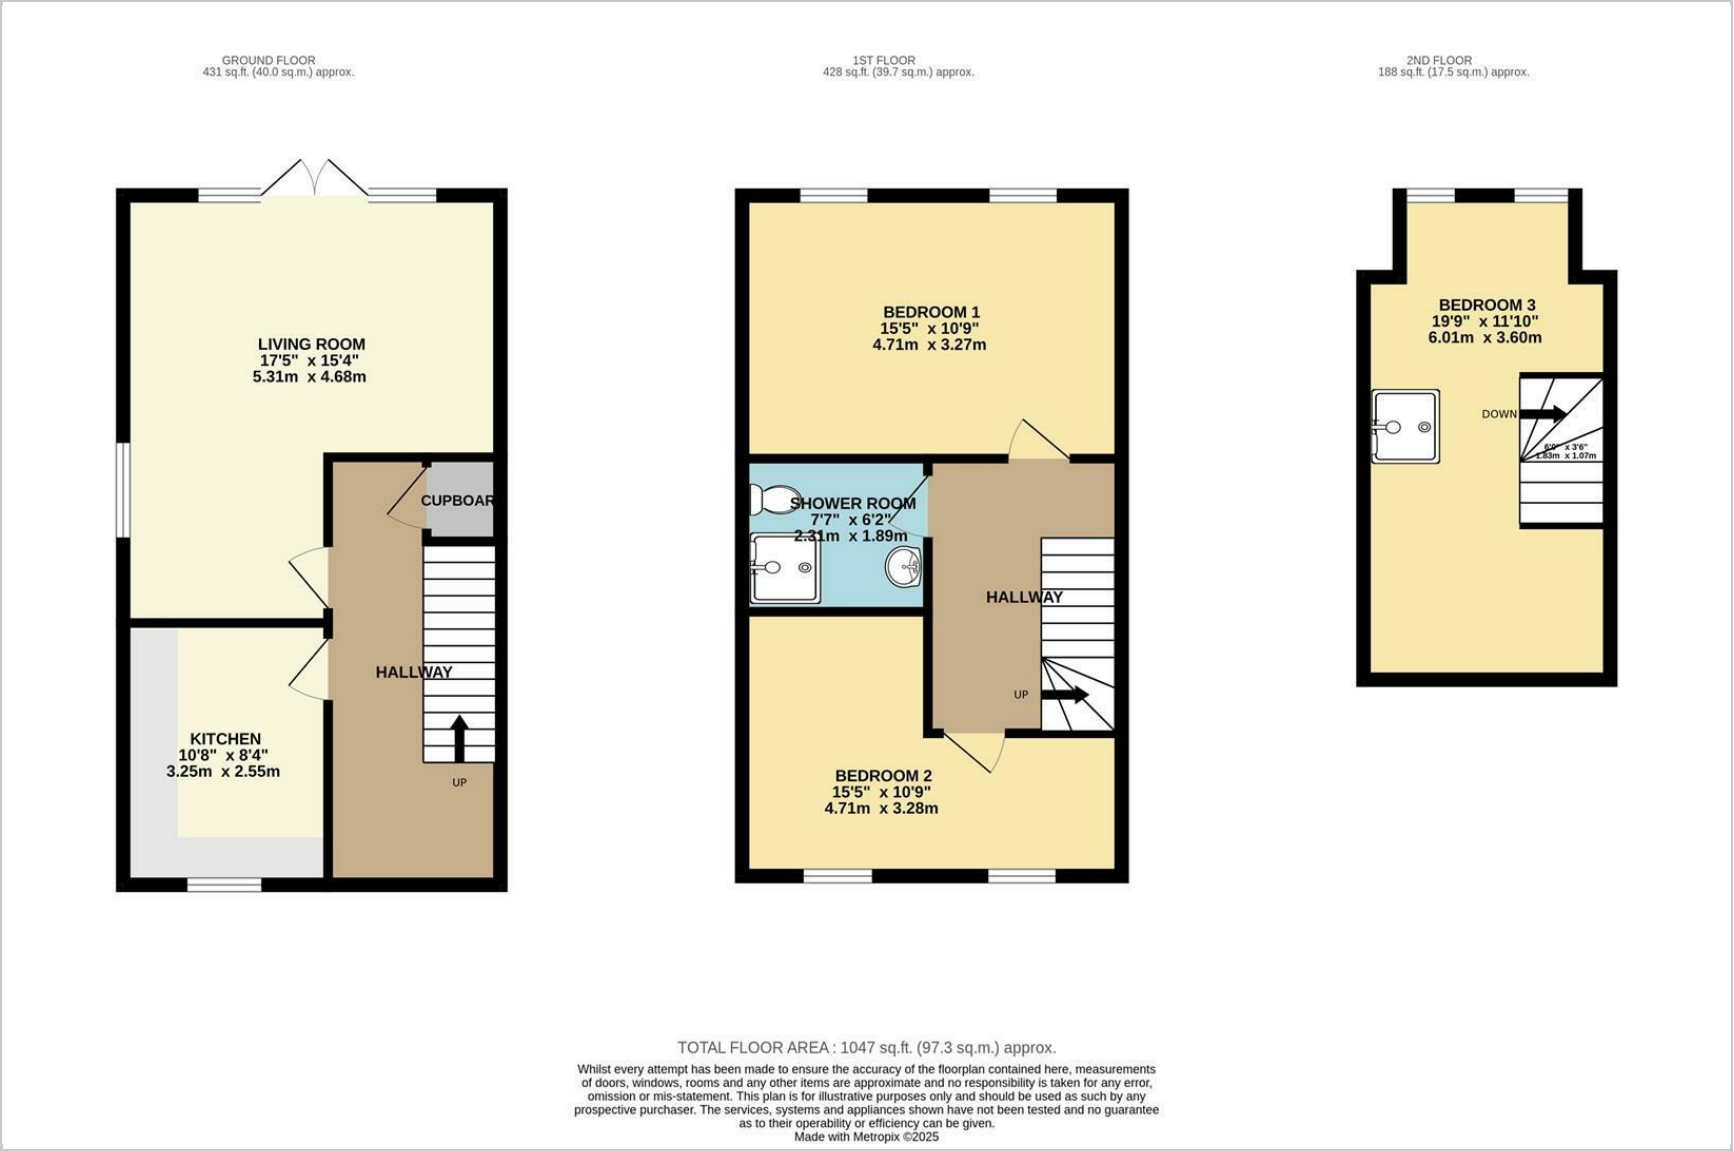 GROUND FLOOR
431 sq.ft. (40.0 sq.m.) approx.
1ST FLOOR
428 sq.ft. (39.7 sq.m.) approx.
2ND FLOOR
188 sq.ft. (17.5 sq.m.) approx.
LIVING ROOM
17'5" x 15'4"
5.31m x 4.68m
CUPBOAR
HALLWAY
UP
KITCHEN
10'8" x 8'4"
3.25m x 2.55m
BEDROOM 1
15'5" x 10'9"
4.71m x 3.27m
SHOWER ROOM
7'7" x 6'2"
2.31m x 1.89m
HALLWAY
UP
BEDROOM 2
15'5" x 10'9"
4.71m x 3.28m
BEDROOM 3
19'9" x 11'10"
6.01m x 3.60m
DOWN
6'0" x 3'6"
1.83m x 1.07m
TOTAL FLOOR AREA : 1047 sq.ft. (97.3 sq.m.) approx.
Whilst every attempt has been made to ensure the accuracy of the floorplan contained here, measurements
of doors, windows, rooms and any other items are approximate and no responsibility is taken for any error,
omission or mis-statement. This plan is for illustrative purposes only and should be used as such by any
prospective purchaser. The services, systems and appliances shown have not been tested and no guarantee
as to their operability or efficiency can be given.
Made with Metropix ©2025